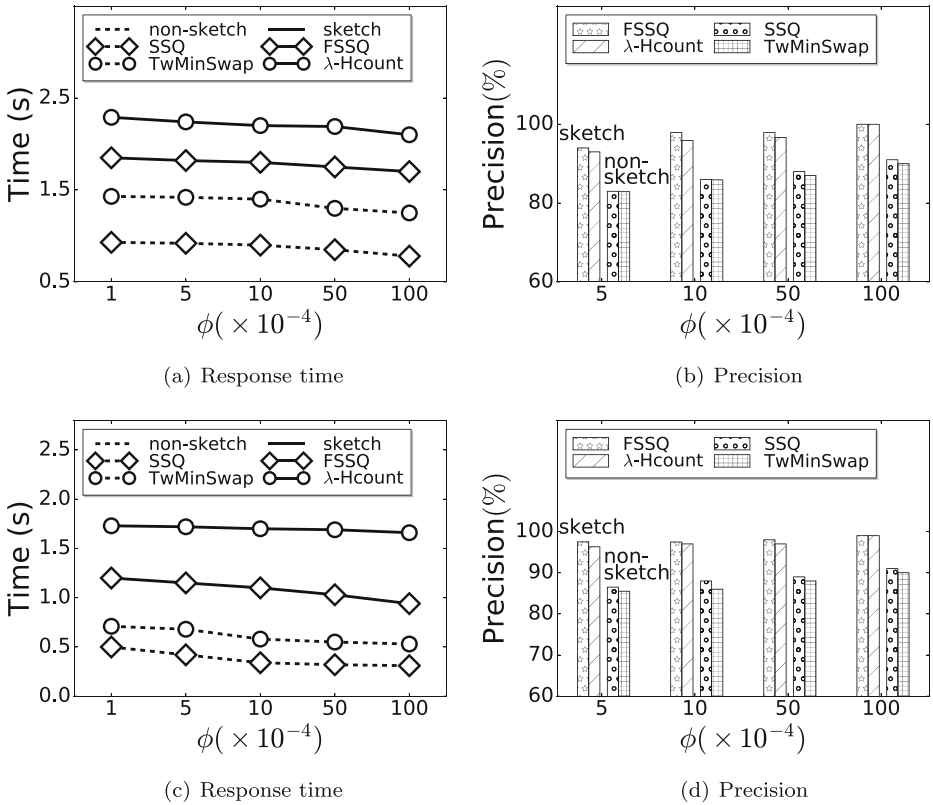 non-sketch sketch
SSQ FSSQ
TwMinSwap λ-Hcount
2.5
1.5
0.5
Time (s)
1 5 10 50 100
ϕ(×10⁻⁴)
(a) Response time
FSSQ SSQ
λ-Hcount TwMinSwap
100
80
60
Precision(%)
sketch
non-
sketch
5 10 50 100
ϕ(×10⁻⁴)
(b) Precision
non-sketch sketch
SSQ FSSQ
TwMinSwap λ-Hcount
2.5
2.0
1.5
1.0
0.5
0.0
Time (s)
1 5 10 50 100
ϕ(×10⁻⁴)
(c) Response time
FSSQ SSQ
λ-Hcount TwMinSwap
100
90
80
70
60
Precision(%)
sketch
non-
sketch
5 10 50 100
ϕ(×10⁻⁴)
(d) Precision